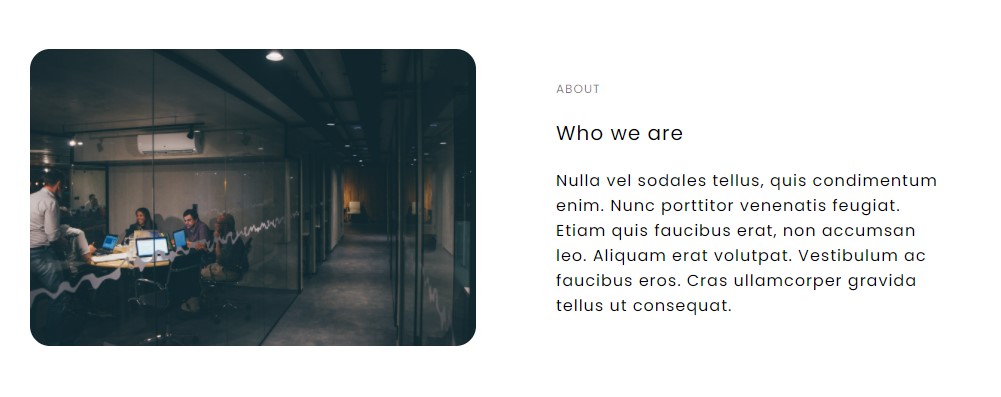 ABOUT
Who we are
Nulla vel sodales tellus, quis condimentum
enim. Nunc porttitor venenatis feugiat.
Etiam quis faucibus erat, non accumsan
leo. Aliquam erat volutpat. Vestibulum ac
faucibus eros. Cras ullamcorper gravida
tellus ut consequat.